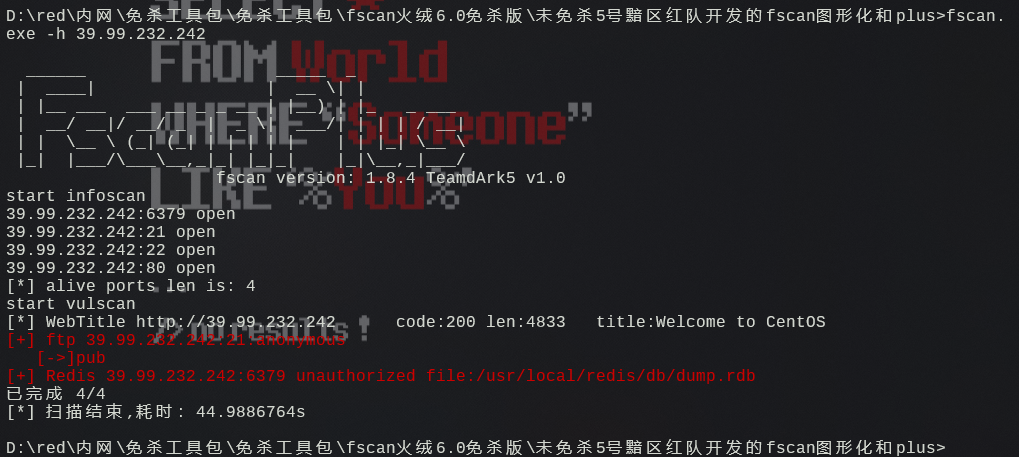 D:\red\内网\免杀工具包\免杀工具包\fscan火绒6.0免杀版\未免杀5号黯区红队开发的fscan图形化和plus>fscan.
exe -h 39.99.232.242
SELECT *
FROM World
WHERE "Someone"
LIKE "%You%"
fscan version: 1.8.4 TeamdArk5 v1.0
start infoscan
39.99.232.242:6379 open
39.99.232.242:21 open
39.99.232.242:22 open
39.99.232.242:80 open
[*] alive ports len is: 4
start vulscan
[*] WebTitle http://39.99.232.242      code:200 len:4833   title:Welcome to CentOS
no results!
[+] ftp 39.99.232.242:21:anonymous
   [->]pub
[+] Redis 39.99.232.242:6379 unauthorized file:/usr/local/redis/db/dump.rdb
已完成 4/4
[*] 扫描结束,耗时: 44.9886764s
D:\red\内网\免杀工具包\免杀工具包\fscan火绒6.0免杀版\未免杀5号黯区红队开发的fscan图形化和plus>